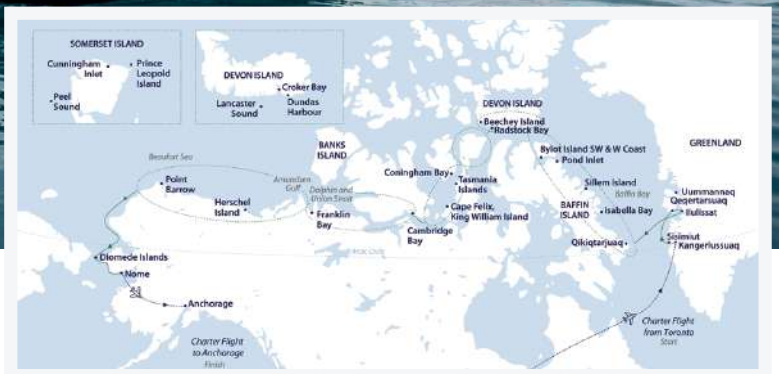 SOMERSET ISLAND
Cunningham
Inlet
Prince
Leopold
Island
Peel
Sound
DEVON ISLAND
Croker Bay
Dundas
Harbour
Lancaster
Sound
DEVON ISLAND
Beechey Island
Radstock Bay
BANKS
ISLAND
GREENLAND
Bylot Island SW & W Coast
Pond Inlet
Beaufort Sea
Coningham Bay
Tasmania
Islands
Point
Barrow
Amundsen
Gulf
Dolphin and
Union Strait
Sillem Island
Baffin Bay
Uummannaq
Qeqertarsuaq
Ilulissat
Herschel
Island
Franklin
Bay
Cape Felix,
King William Island
BAFFIN
ISLAND
Isabella Bay
Cambridge
Bay
Qikiqtarjuaq
Sisimiut
Kangerlussuaq
Arctic Circle
Diomede Islands
Nome
Anchorage
Charter Flight
from Toronto
Start
Charter Flight
to Anchorage
Finish